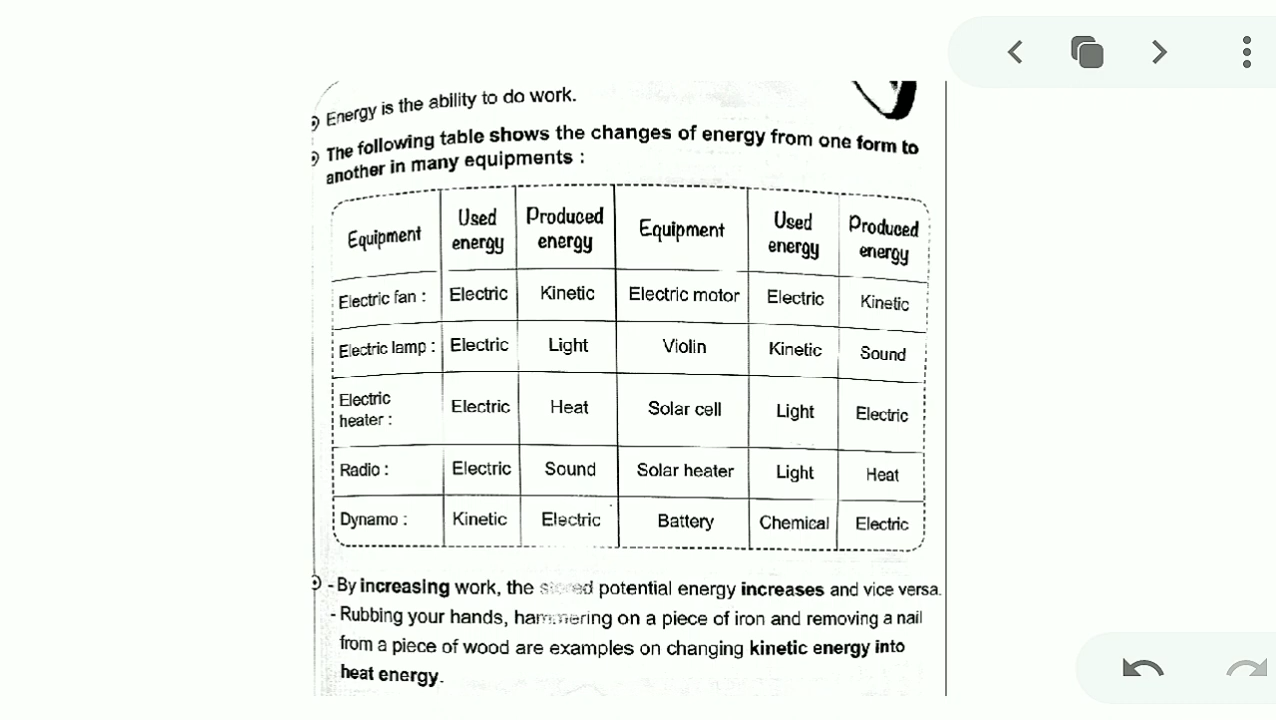 Energy is the ability to do work.
The following table shows the changes of energy from one form to
another in many equipments :
Equipment Used energy Produced energy Equipment Used energy Produced energy
Electric fan : Electric Kinetic Electric motor Electric Kinetic
Electric lamp : Electric Light Violin Kinetic Sound
Electric heater : Electric Heat Solar cell Light Electric
Radio : Electric Sound Solar heater Light Heat
Dynamo : Kinetic Electric Battery Chemical Electric
- By increasing work, the stored potential energy increases and vice versa.
- Rubbing your hands, hammering on a piece of iron and removing a nail
from a piece of wood are examples on changing kinetic energy into
heat energy.